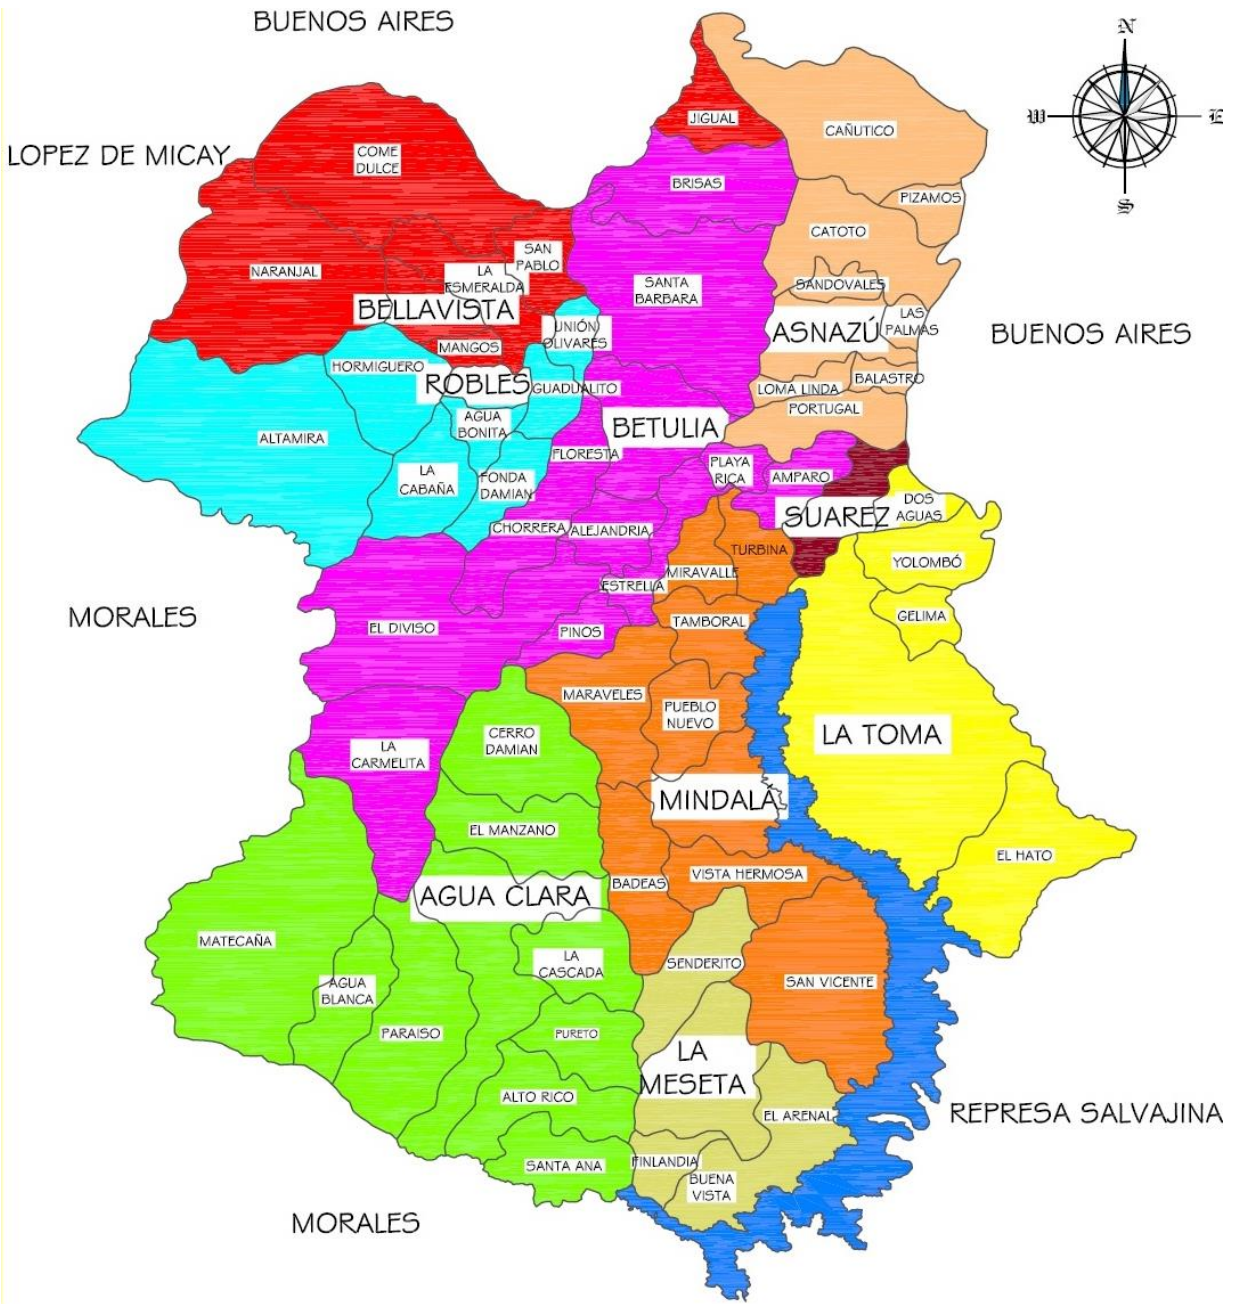 BUENOS AIRES
N
JIGUAL
CAÑUTICO
W
E
LOPEZ DE MICAY
COME
DULCE
BRISAS
PIZAMOS
S
CATOTO
NARANJAL
LA
ESMERALDA
SAN
PABLO
SANTA
BARBARA
SANDOVALES
BELLAVISTA
UNIÓN
OLIVARES
ASNAZÚ
LAS
PALMAS
BUENOS AIRES
MANGOS
HORMIGUERO
ROBLES
GUADUALITO
LOMA LINDA
BALASTRO
PORTUGAL
AGUA
BONITA
BETULIA
ALTAMIRA
FLORESTA
LA
CABAÑA
FONDA
DAMIAN
PLAYA
RICA
AMPARO
CHORRERA
ALEJANDRIA
SUAREZ
DOS
AGUAS
TURBINA
YOLOMBÓ
MIRAVALLE
ESTRELLA
MORALES
EL DIVISO
PINOS
TAMBORAL
GELIMA
MARAVELES
PUEBLO
NUEVO
CERRO
DAMIAN
LA TOMA
LA
CARMELITA
MINDALÁ
EL MANZANO
EL HATO
AGUA CLARA
BADEAS
VISTA HERMOSA
MATECAÑA
LA
CASCADA
SENDERITO
AGUA
BLANCA
SAN VICENTE
PARAISO
PURETO
LA
MESETA
ALTO RICO
EL ARENAL
REPRESA SALVAJINA
SANTA ANA
FINLANDIA
BUENA
VISTA
MORALES